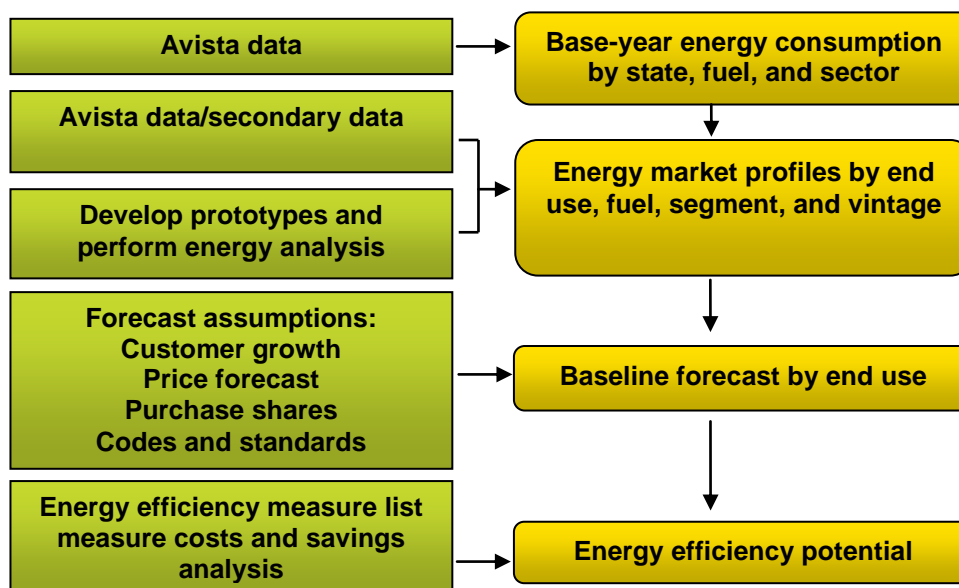 Avista data
Base-year energy consumption
by state, fuel, and sector
Avista data/secondary data
Develop prototypes and
perform energy analysis
Energy market profiles by end
use, fuel, segment, and vintage
Forecast assumptions:
Customer growth
Price forecast
Purchase shares
Codes and standards
Baseline forecast by end use
Energy efficiency measure list
measure costs and savings
analysis
Energy efficiency potential